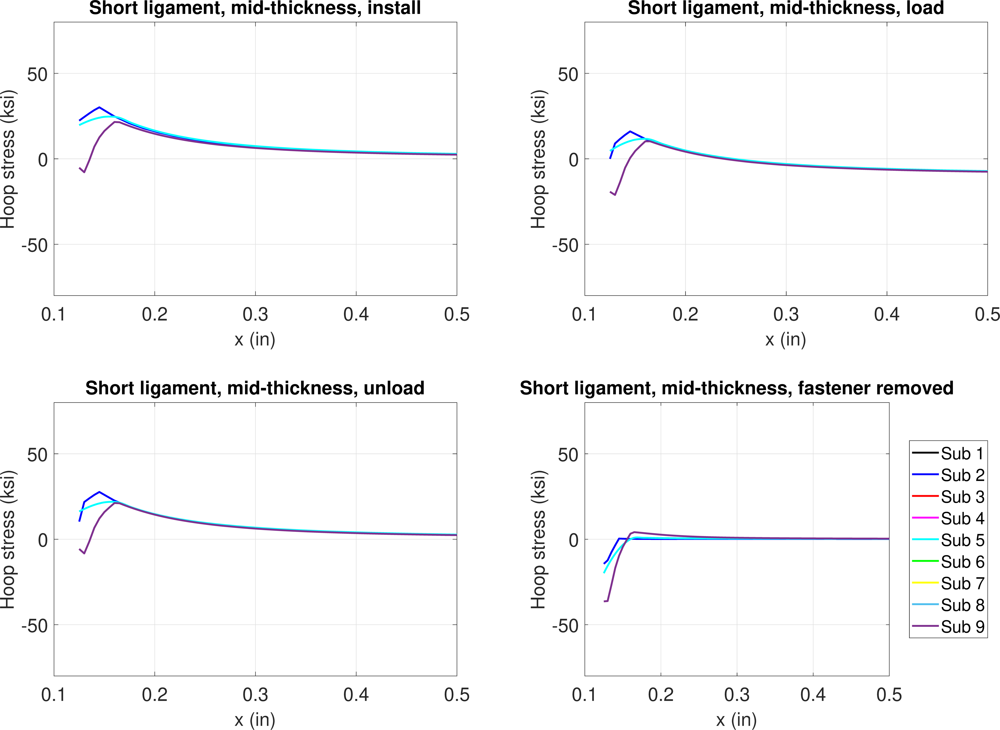 Short ligament, mid-thickness, install
50
0
-50
Hoop stress (ksi)
0.1 0.2 0.3 0.4 0.5
x (in)
Short ligament, mid-thickness, load
50
0
-50
Hoop stress (ksi)
0.1 0.2 0.3 0.4 0.5
x (in)
Short ligament, mid-thickness, unload
50
0
-50
Hoop stress (ksi)
0.1 0.2 0.3 0.4 0.5
x (in)
Short ligament, mid-thickness, fastener removed
50
0
-50
Hoop stress (ksi)
0.1 0.2 0.3 0.4 0.5
x (in)
Sub 1
Sub 2
Sub 3
Sub 4
Sub 5
Sub 6
Sub 7
Sub 8
Sub 9